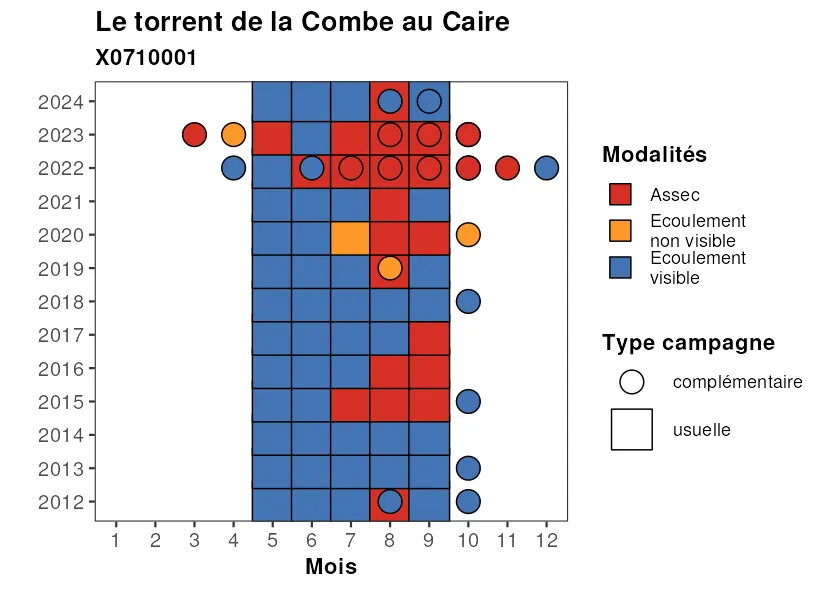 Le torrent de la Combe au Caire
X0710001
2024
2023
2022
2021
2020
2019
2018
2017
2016
2015
2014
2013
2012
1 2 3 4 5 6 7 8 9 10 11 12
Mois
Modalités
Assec
Ecoulement
non visible
Ecoulement
visible
Type campagne
complémentaire
usuelle